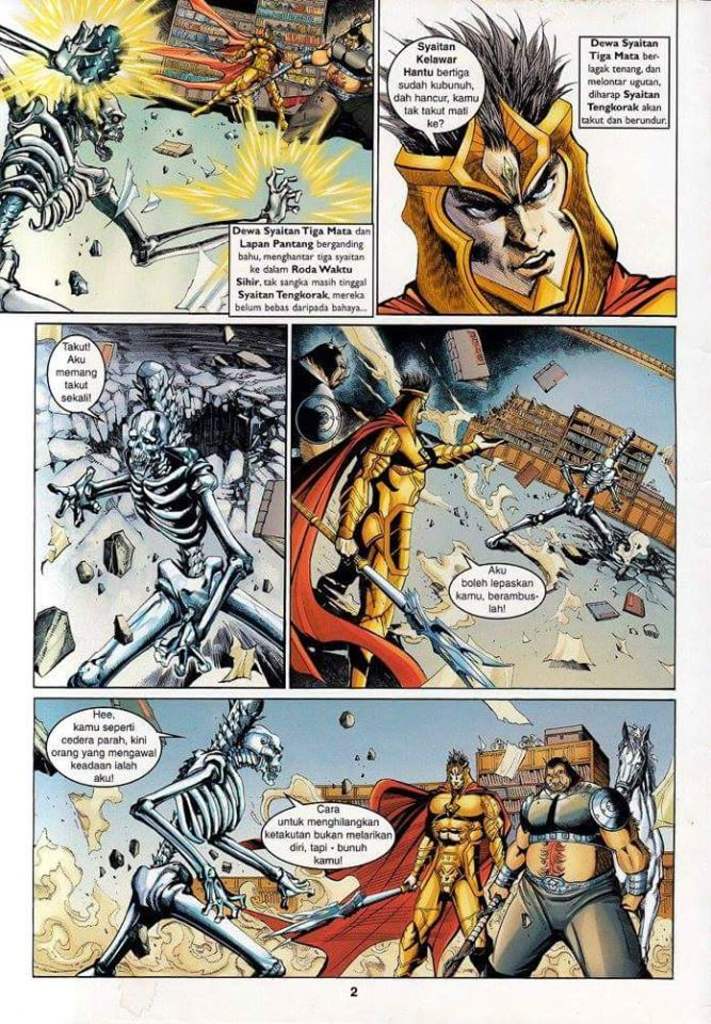 Dewa Syaitan Tiga Mata dan
Lapan Pantang berganding
bahu, menghantar tiga syaitan
ke dalam Roda Waktu
Sihir, tak sangka masih tinggal
Syaitan Tengkorak, mereka
belum bebas daripada bahaya...
Syaitan
Kelawar
Hantu bertiga
sudah kubunuh,
dah hancur, kamu
tak takut mati
ke?
Dewa Syaitan
Tiga Mata ber-
lagak tenang, dan
melontar ugutan,
diharap Syaitan
Tengkorak akan
takut dan berundur.
Takut!
Aku
memang
takut
sekali!
Aku
boleh lepaskan
kamu, berambus-
lah!
Hee,
kamu seperti
cedera parah, kini
orang yang mengawal
keadaan ialah
aku!
Cara
untuk menghilangkan
ketakutan bukan melarikan
diri, tapi - bunuh
kamu!
2